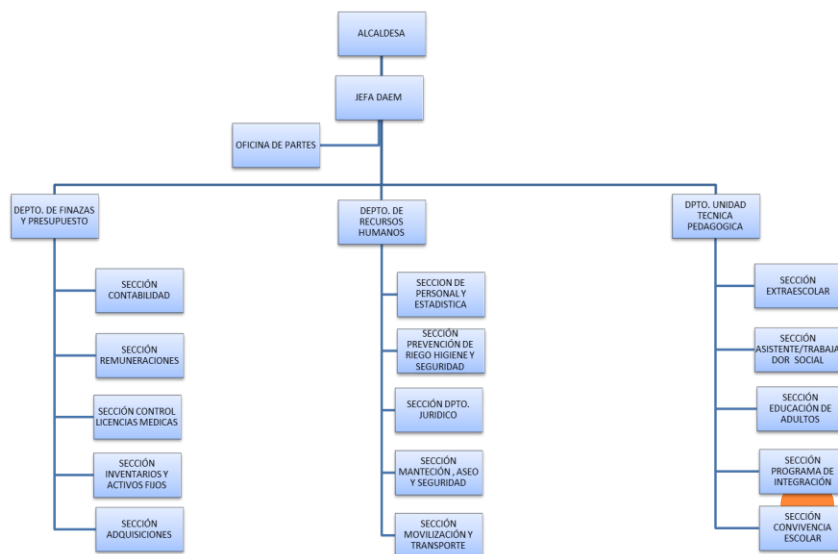 ALCALDESA
JEFA DAEM
OFICINA DE PARTES
DEPTO. DE FINAZAS
Y PRESUPUESTO
SECCIÓN
CONTABILIDAD
SECCIÓN
REMUNERACIONES
SECCIÓN CONTROL
LICENCIAS MEDICAS
SECCIÓN
INVENTARIOS Y
ACTIVOS FIJOS
SECCIÓN
ADQUISICIONES
DEPTO. DE
RECURSOS
HUMANOS
SECCION DE
PERSONAL Y
ESTADISTICA
SECCIÓN
PREVENCIÓN DE
RIEGO HIGIENE Y
SEGURIDAD
SECCIÓN DPTO.
JURIDICO
SECCIÓN
MANTECIÓN , ASEO
Y SEGURIDAD
SECCIÓN
MOVILIZACIÓN Y
TRANSPORTE
DPTO. UNIDAD
TECNICA
PEDAGOGICA
SECCIÓN
EXTRAESCOLAR
SECCIÓN
ASISTENTE/TRABAJA
DOR SOCIAL
SECCIÓN
EDUCACIÓN DE
ADULTOS
SECCIÓN
PROGRAMA DE
INTEGRACIÓN
SECCIÓN
CONVIVENCIA
ESCOLAR